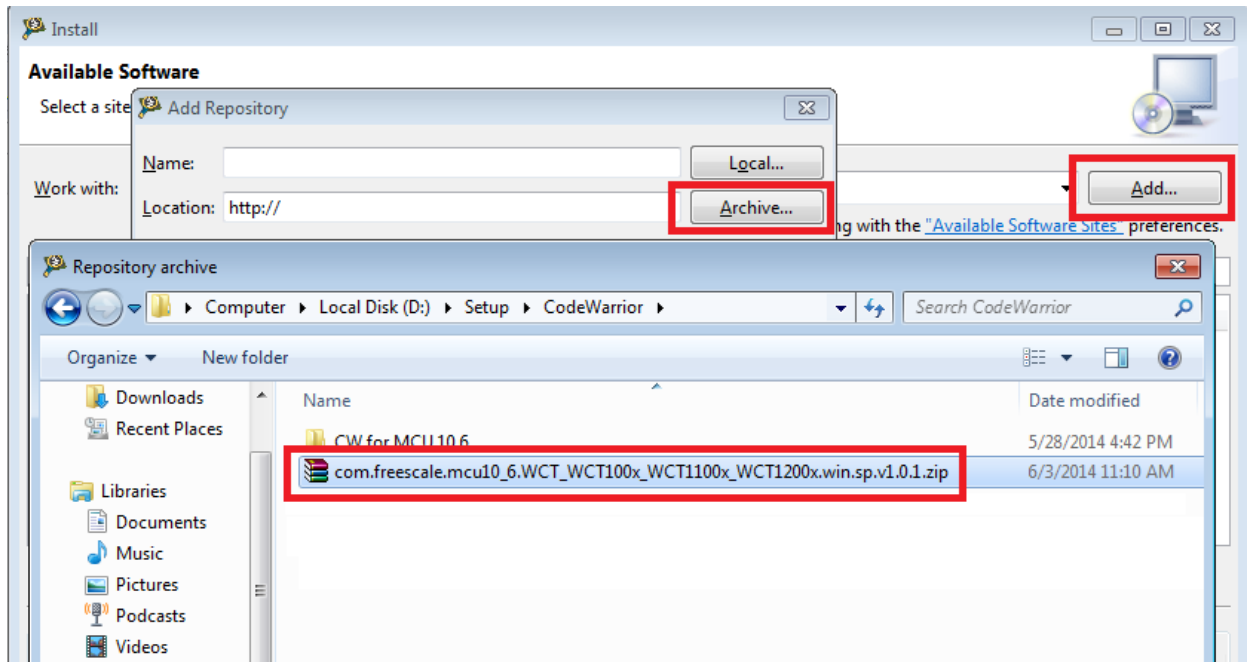 Install
Available Software
Select a site
Add Repository
Name:
Local...
Work with:
Add...
Location: http://
Archive...
ng with the "Available Software Sites" preferences.
Repository archive
Computer Local Disk (D:) Setup CodeWarrior
Search CodeWarrior
Organize New folder
Downloads
Name Date modified
Recent Places
CW for MCU 10.6 5/28/2014 4:42 PM
com.freescale.mcu10_6.WCT_WCT100x_WCT1100x_WCT1200x.win.sp.v1.0.1.zip 6/3/2014 11:10 AM
Libraries
Documents
Music
Pictures
Podcasts
Videos